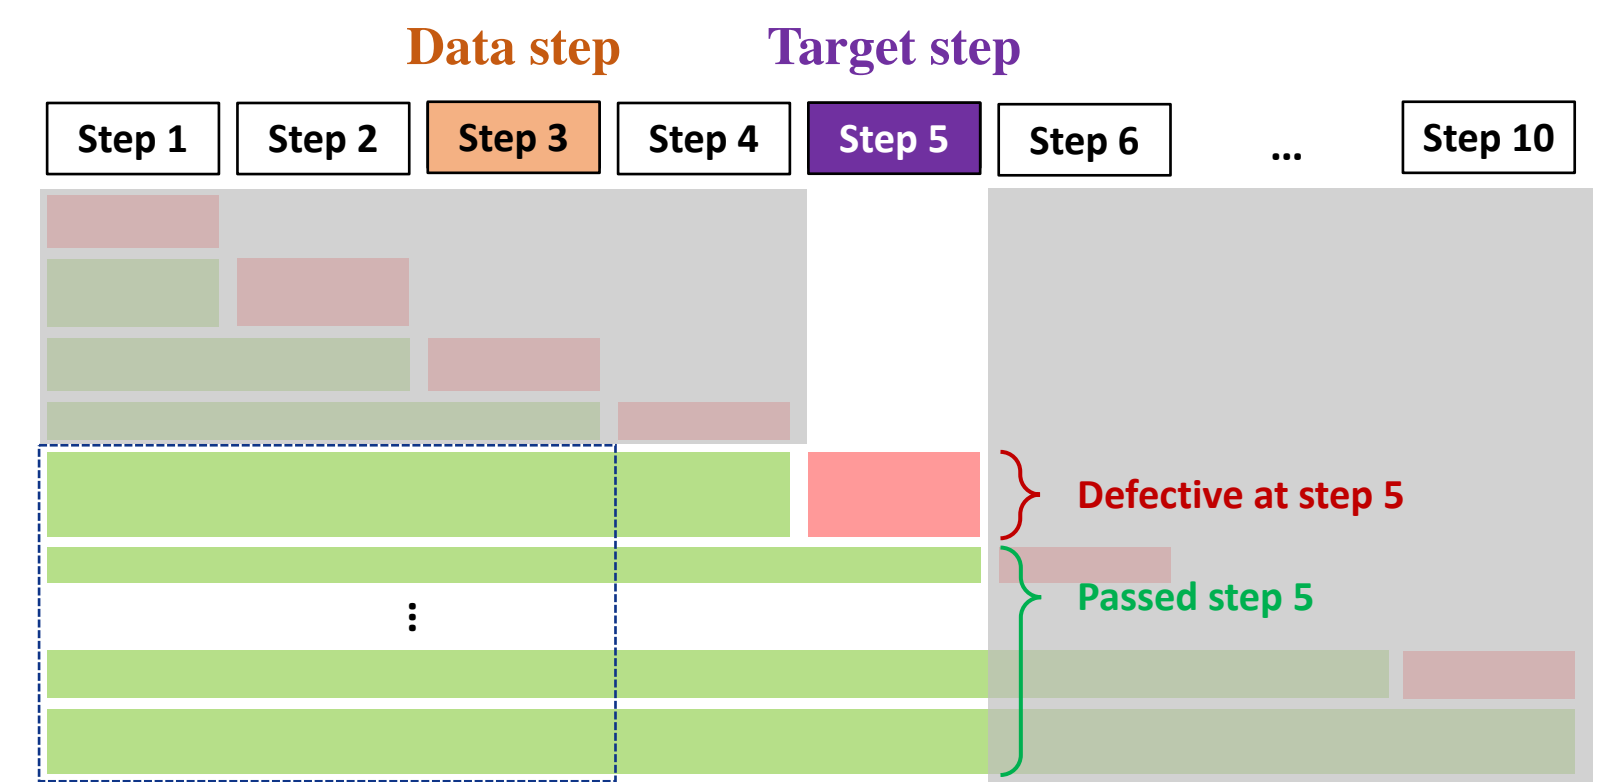 Data step
Target step
Step 1
Step 2
Step 3
Step 4
Step 5
Step 6
...
Step 10
Defective at step 5
Passed step 5
⋮